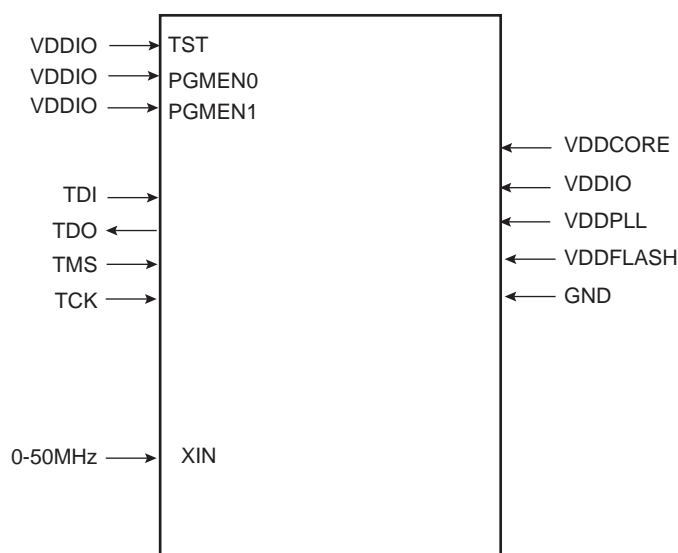 VDDIO TST
VDDIO PGMEN0
VDDIO PGMEN1
VDDCORE
TDI VDDIO
TDO VDDPLL
TMS VDDFLASH
TCK GND
0-50MHz XIN